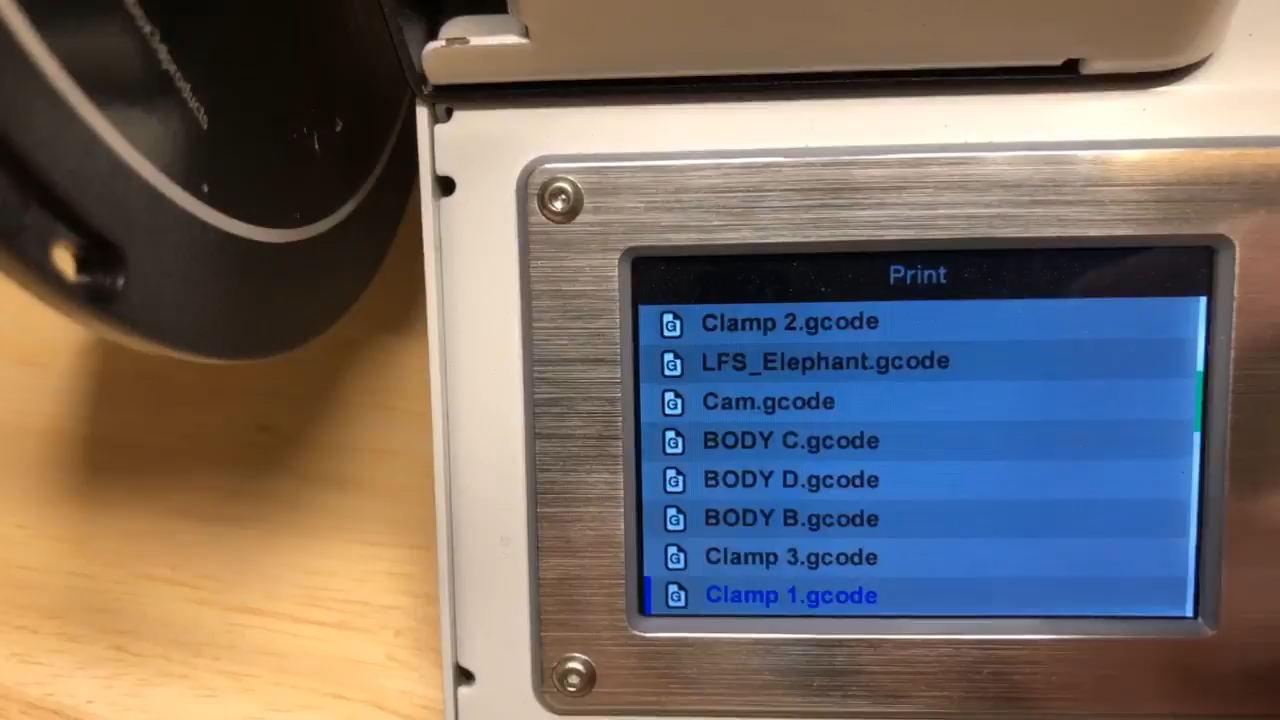 products
Print
Clamp 2.gcode
LFS_Elephant.gcode
Cam.gcode
BODY C.gcode
BODY D.gcode
BODY B.gcode
Clamp 3.gcode
Clamp 1.gcode